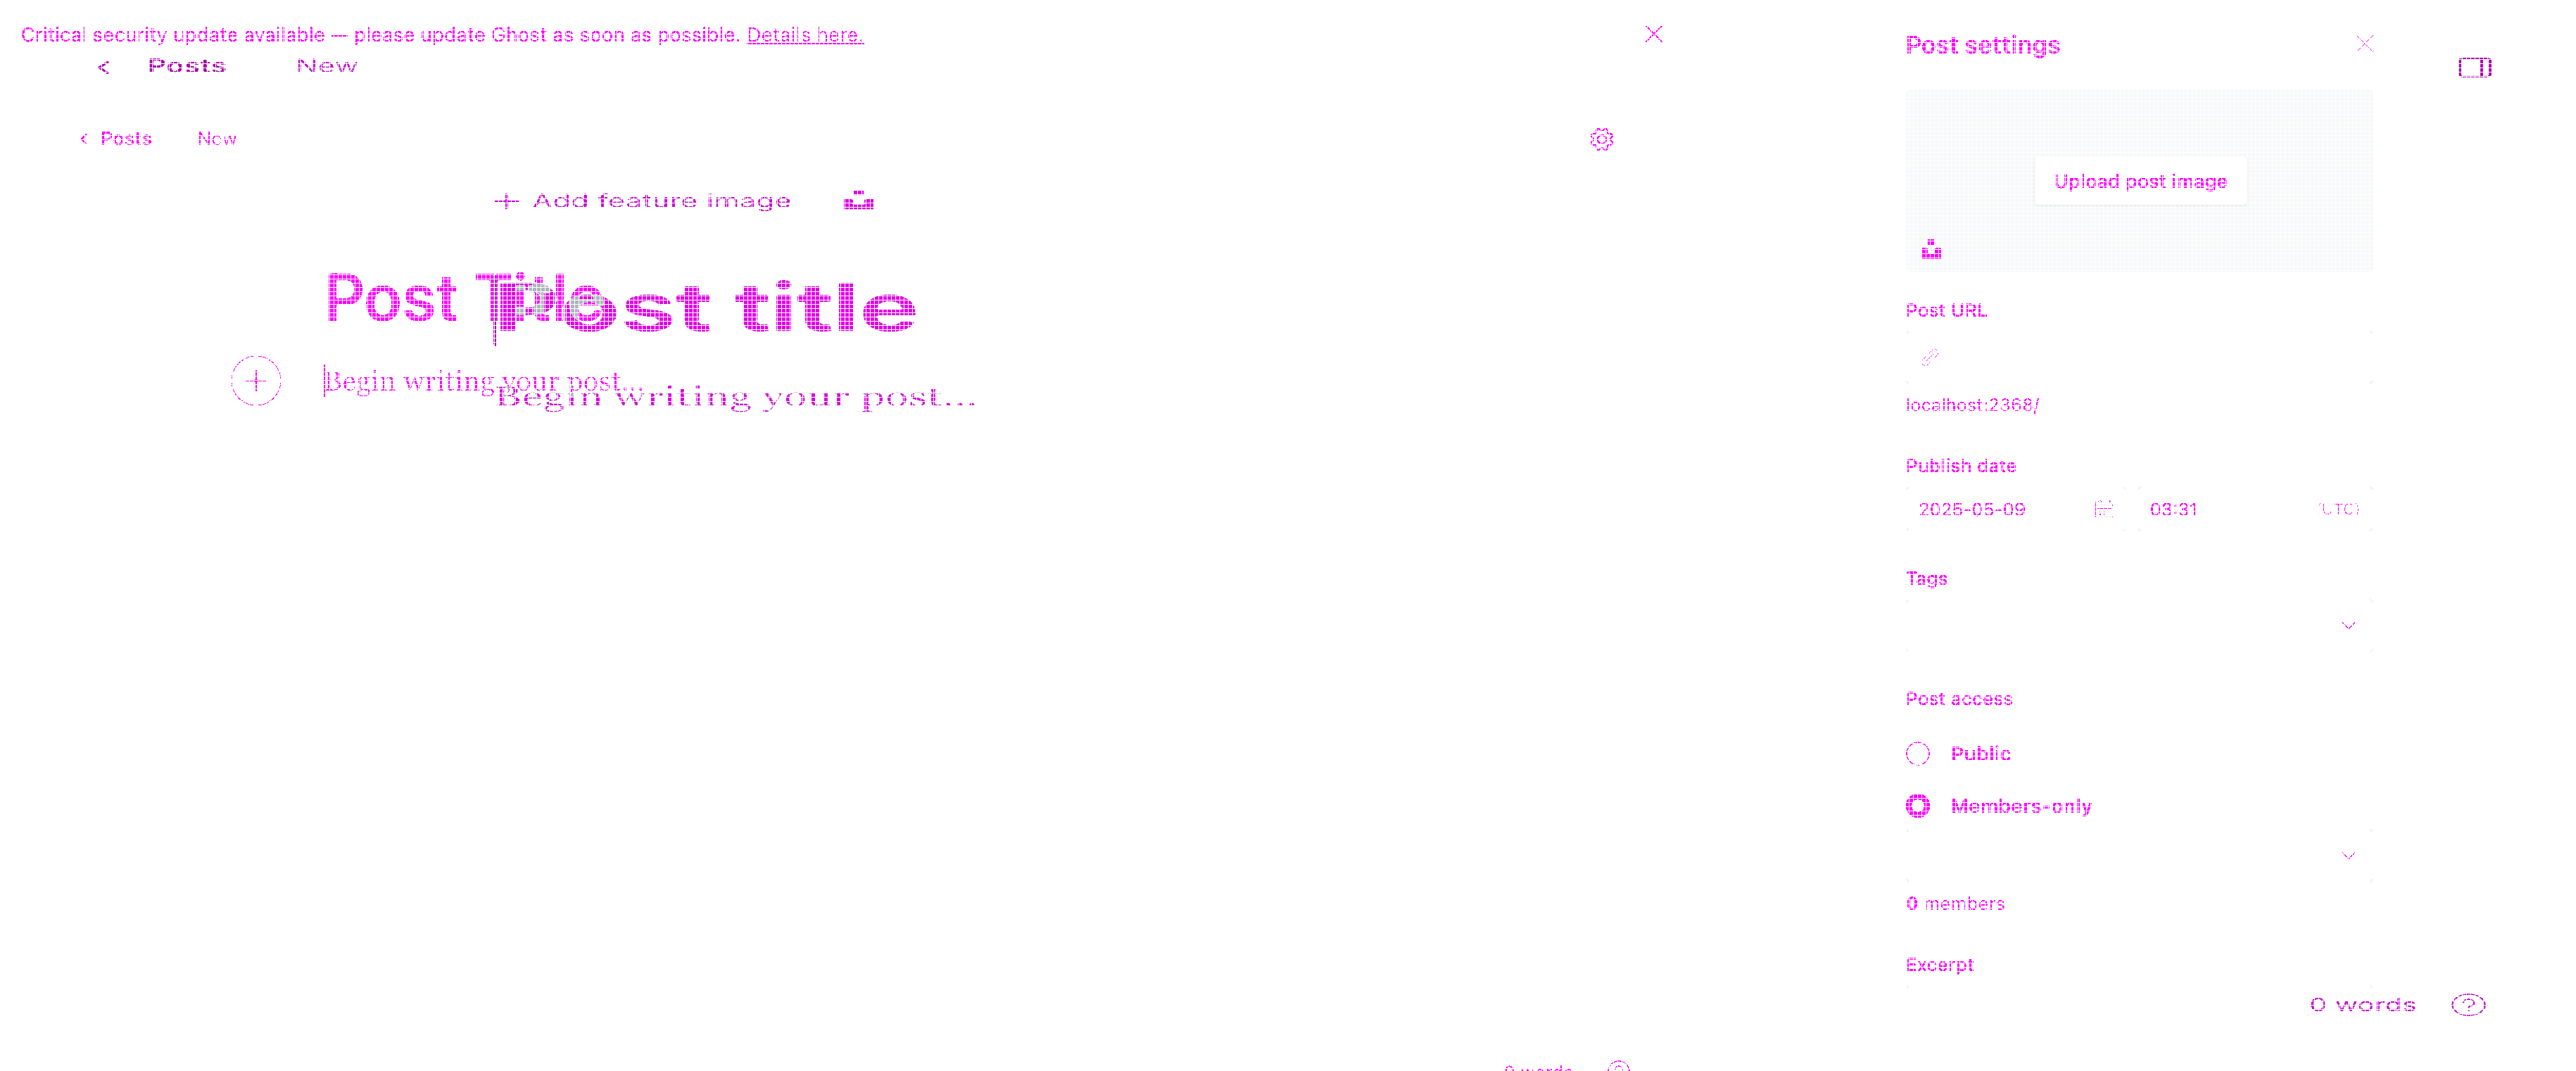 Critical security update available — please update Ghost as soon as possible. Details here.
Posts New
Posts New
Add feature image
Post Title
Post title
Begin writing your post...
Begin writing your post...
0 words
Post settings
Upload post image
Post URL
localhost:2368/
Publish date
2025-05-09 03:31 (UTC)
Tags
Post access
Public
Members-only
0 members
Excerpt
0 words ?